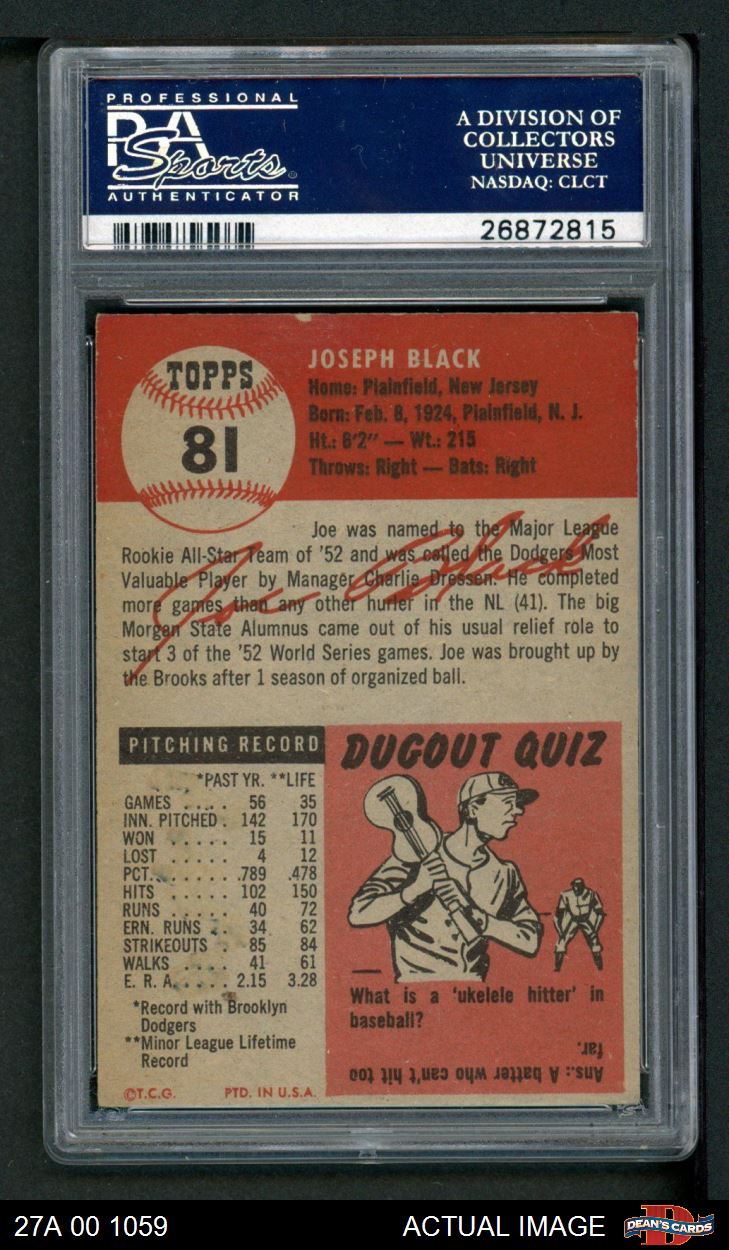 PROFESSIONAL
PSA
Sports
AUTHENTICATOR
A DIVISION OF
COLLECTORS
UNIVERSE
NASDAQ: CLCT
26872815
TOPPS
81
JOSEPH BLACK
Home: Plainfield, New Jersey
Born: Feb. 8, 1924, Plainfield, N. J.
Ht.: 6'2" — Wt.: 215
Throws: Right — Bats: Right
Joe was named to the Major League
Rookie All-Star Team of '52 and was called the Dodgers Most
Valuable Player by Manager Charlie Dressen. He completed
more games than any other hurler in the NL (41). The big
Morgan State Alumnus came out of his usual relief role to
start 3 of the '52 World Series games. Joe was brought up by
the Brooks after 1 season of organized ball.
Joe Black
PITCHING RECORD
*PAST YR. **LIFE
GAMES .... 56 35
INN. PITCHED . 142 170
WON ..... 15 11
LOST ..... 4 12
PCT....... .789 .478
HITS ..... 102 150
RUNS ..... 40 72
ERN. RUNS .. 34 62
STRIKEOUTS . 85 84
WALKS .... 41 61
E. R. A. .... 2.15 3.28
*Record with Brooklyn
Dodgers
**Minor League Lifetime
Record
©T.C.G. PTD. IN U.S.A.
DUGOUT QUIZ
What is a 'ukelele hitter' in
baseball?
Ans.: A batter who can't hit too
far.
27A 00 1059
ACTUAL IMAGE
DEAN'S CARDS